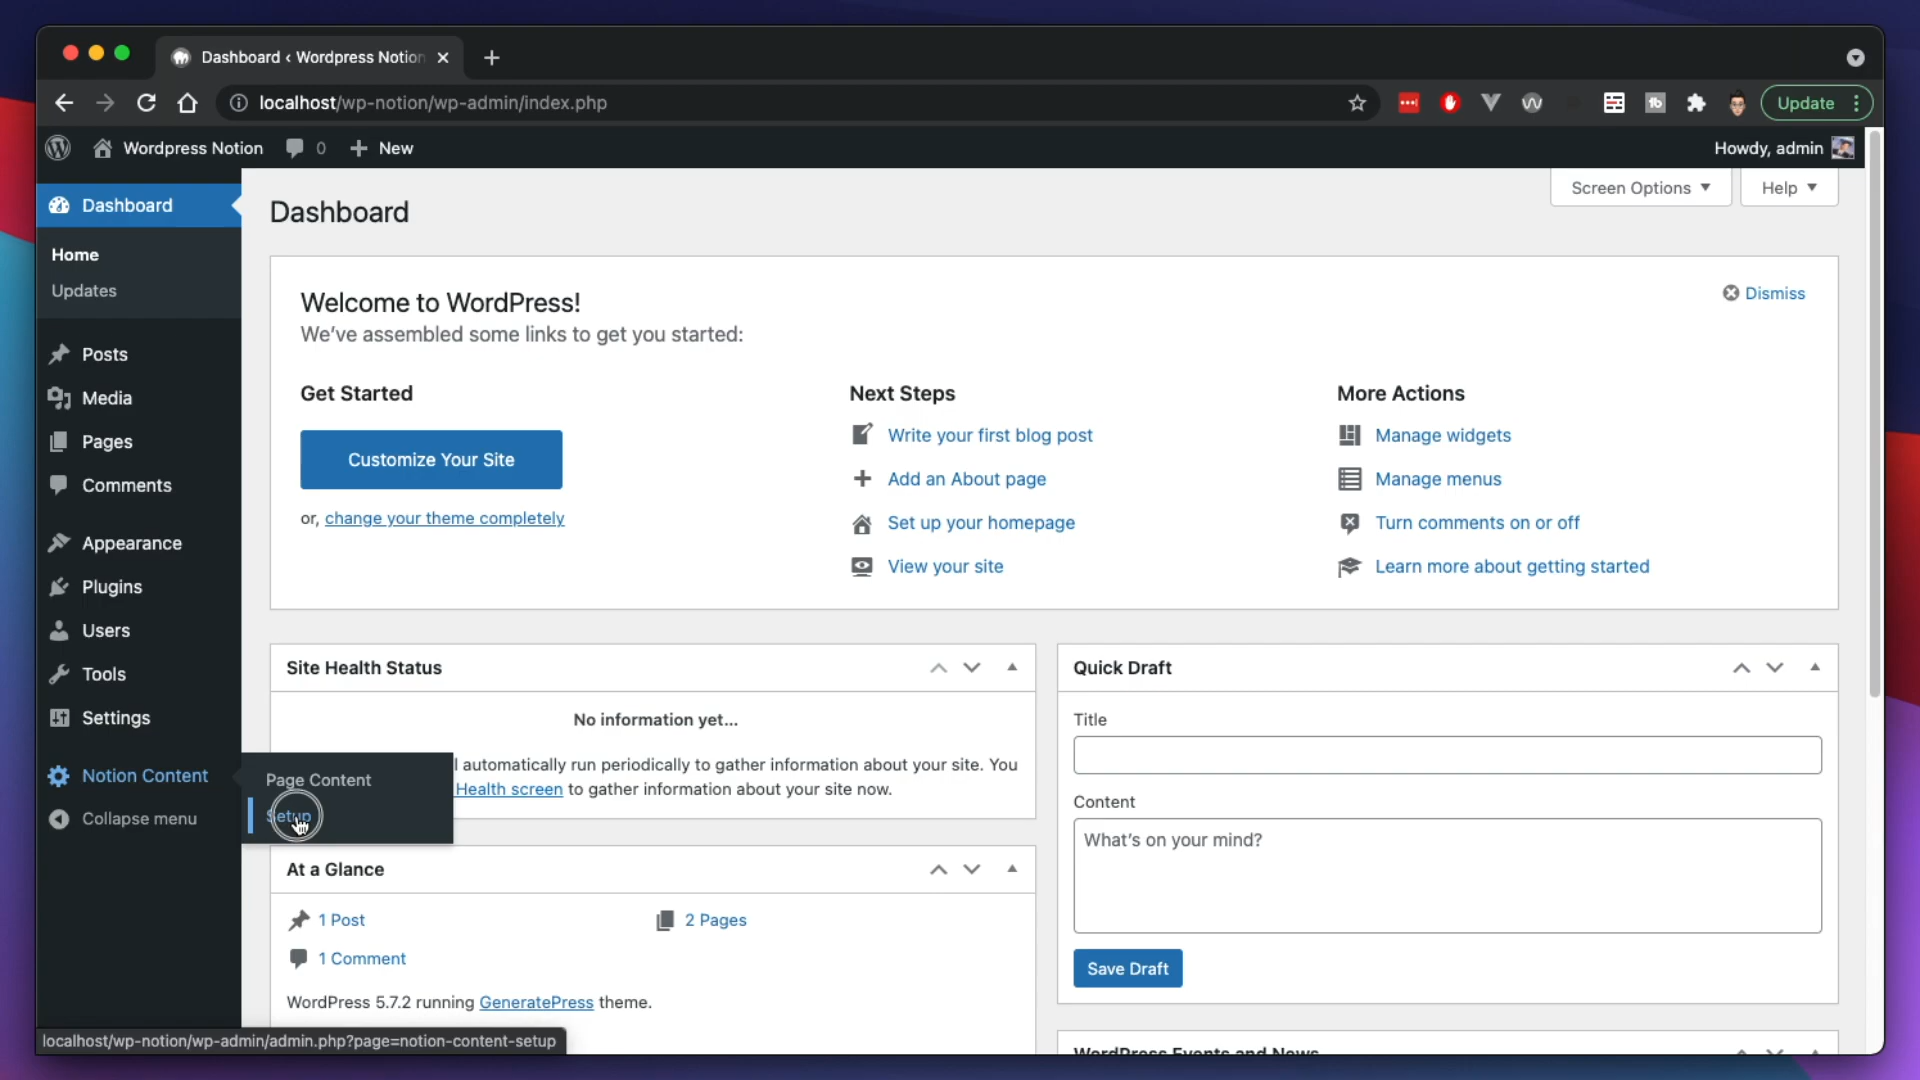 Dashboard ‹ Wordpress Notion
localhost/wp-notion/wp-admin/index.php
Update
Wordpress Notion
0
New
Howdy, admin
Dashboard
Home
Updates
Posts
Media
Pages
Comments
Appearance
Plugins
Users
Tools
Settings
Notion Content
Collapse menu
Page Content
Setup
Dashboard
Screen Options
Help
Welcome to WordPress!
We've assembled some links to get you started:
Dismiss
Get Started
Customize Your Site
or, change your theme completely
Next Steps
Write your first blog post
Add an About page
Set up your homepage
View your site
More Actions
Manage widgets
Manage menus
Turn comments on or off
Learn more about getting started
Site Health Status
No information yet...
automatically run periodically to gather information about your site. You
Health screen to gather information about your site now.
At a Glance
1 Post
2 Pages
1 Comment
WordPress 5.7.2 running GeneratePress theme.
Quick Draft
Title
Content
What's on your mind?
Save Draft
WordPress Events and News
localhost/wp-notion/wp-admin/admin.php?page=notion-content-setup